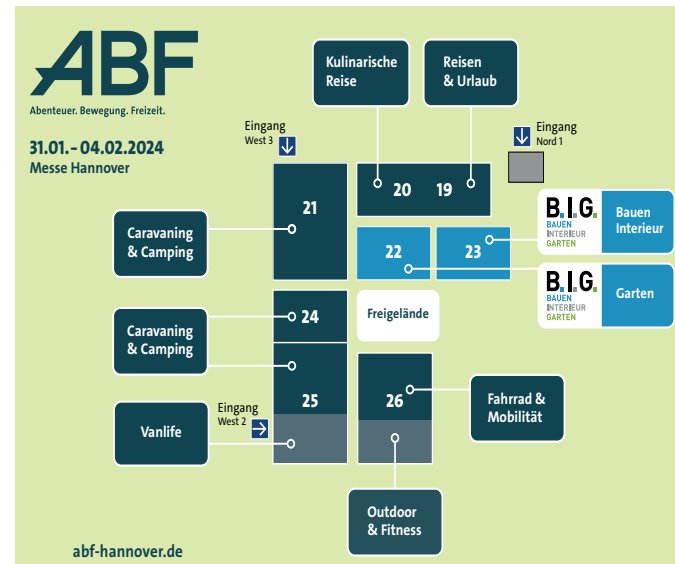 ABF
Abenteuer. Bewegung. Freizeit.
31.01. - 04.02.2024
Messe Hannover
Kulinarische
Reise
Reisen
& Urlaub
Eingang
West 3
Eingang
Nord 1
21
20
19
Caravaning
& Camping
B.I.G.
BAUEN
INTERIEUR
GARTEN
Bauen
Interieur
22
23
B.I.G.
BAUEN
INTERIEUR
GARTEN
Garten
24
Freigelände
Caravaning
& Camping
25
26
Fahrrad &
Mobilität
Eingang
West 2
Vanlife
Outdoor
& Fitness
abf-hannover.de